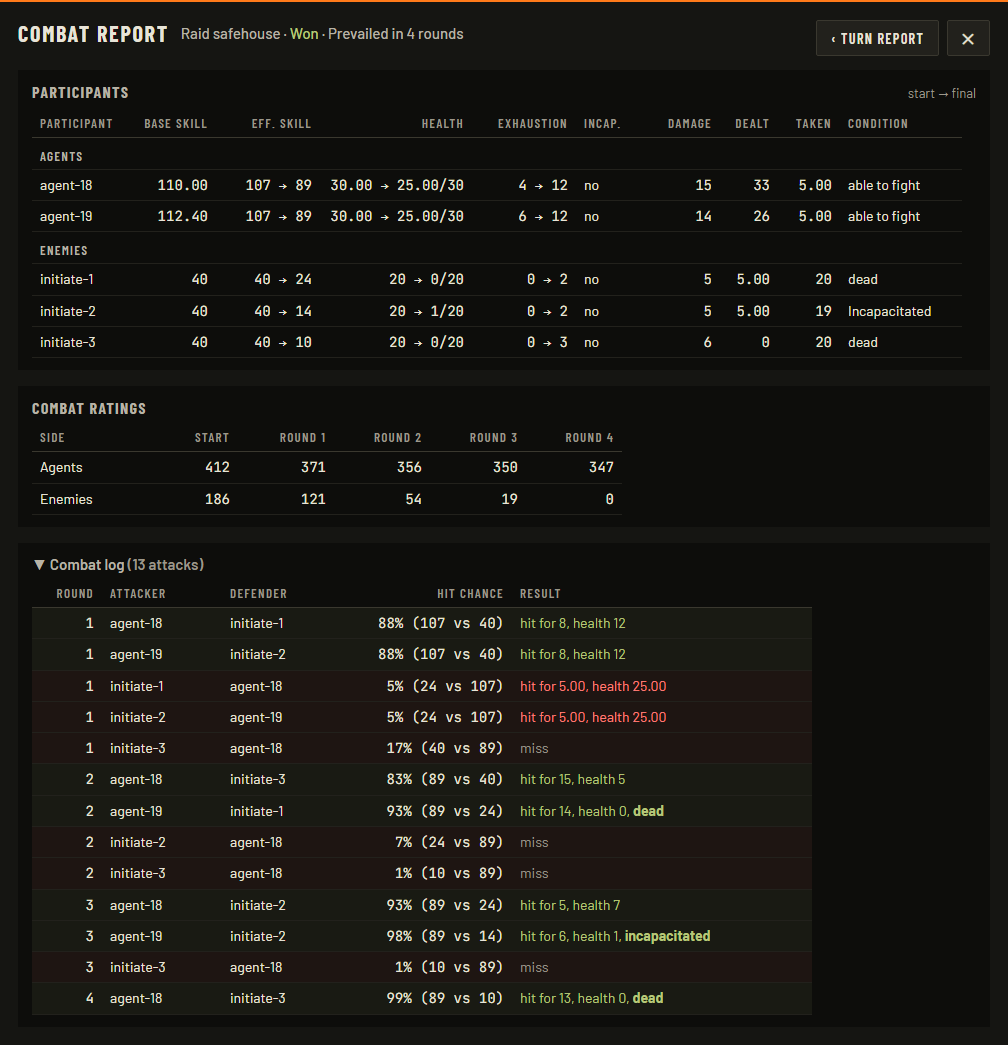 COMBAT REPORT Raid safehouse · Won · Prevailed in 4 rounds ‹ TURN REPORT ✕
PARTICIPANTS start → final
PARTICIPANT BASE SKILL EFF. SKILL HEALTH EXHAUSTION INCAP. DAMAGE DEALT TAKEN CONDITION
AGENTS
agent-18 110.00 107 → 89 30.00 → 25.00/30 4 → 12 no 15 33 5.00 able to fight
agent-19 112.40 107 → 89 30.00 → 25.00/30 6 → 12 no 14 26 5.00 able to fight
ENEMIES
initiate-1 40 40 → 24 20 → 0/20 0 → 2 no 5 5.00 20 dead
initiate-2 40 40 → 14 20 → 1/20 0 → 2 no 5 5.00 19 Incapacitated
initiate-3 40 40 → 10 20 → 0/20 0 → 3 no 6 0 20 dead
COMBAT RATINGS
SIDE START ROUND 1 ROUND 2 ROUND 3 ROUND 4
Agents 412 371 356 350 347
Enemies 186 121 54 19 0
▼ Combat log (13 attacks)
ROUND ATTACKER DEFENDER HIT CHANCE RESULT
1 agent-18 initiate-1 88% (107 vs 40) hit for 8, health 12
1 agent-19 initiate-2 88% (107 vs 40) hit for 8, health 12
1 initiate-1 agent-18 5% (24 vs 107) hit for 5.00, health 25.00
1 initiate-2 agent-19 5% (24 vs 107) hit for 5.00, health 25.00
1 initiate-3 agent-18 17% (40 vs 89) miss
2 agent-18 initiate-3 83% (89 vs 40) hit for 15, health 5
2 agent-19 initiate-1 93% (89 vs 24) hit for 14, health 0, dead
2 initiate-2 agent-18 7% (24 vs 89) miss
2 initiate-3 agent-18 1% (10 vs 89) miss
3 agent-18 initiate-2 93% (89 vs 24) hit for 5, health 7
3 agent-19 initiate-2 98% (89 vs 14) hit for 6, health 1, incapacitated
3 initiate-3 agent-18 1% (10 vs 89) miss
4 agent-18 initiate-3 99% (89 vs 10) hit for 13, health 0, dead